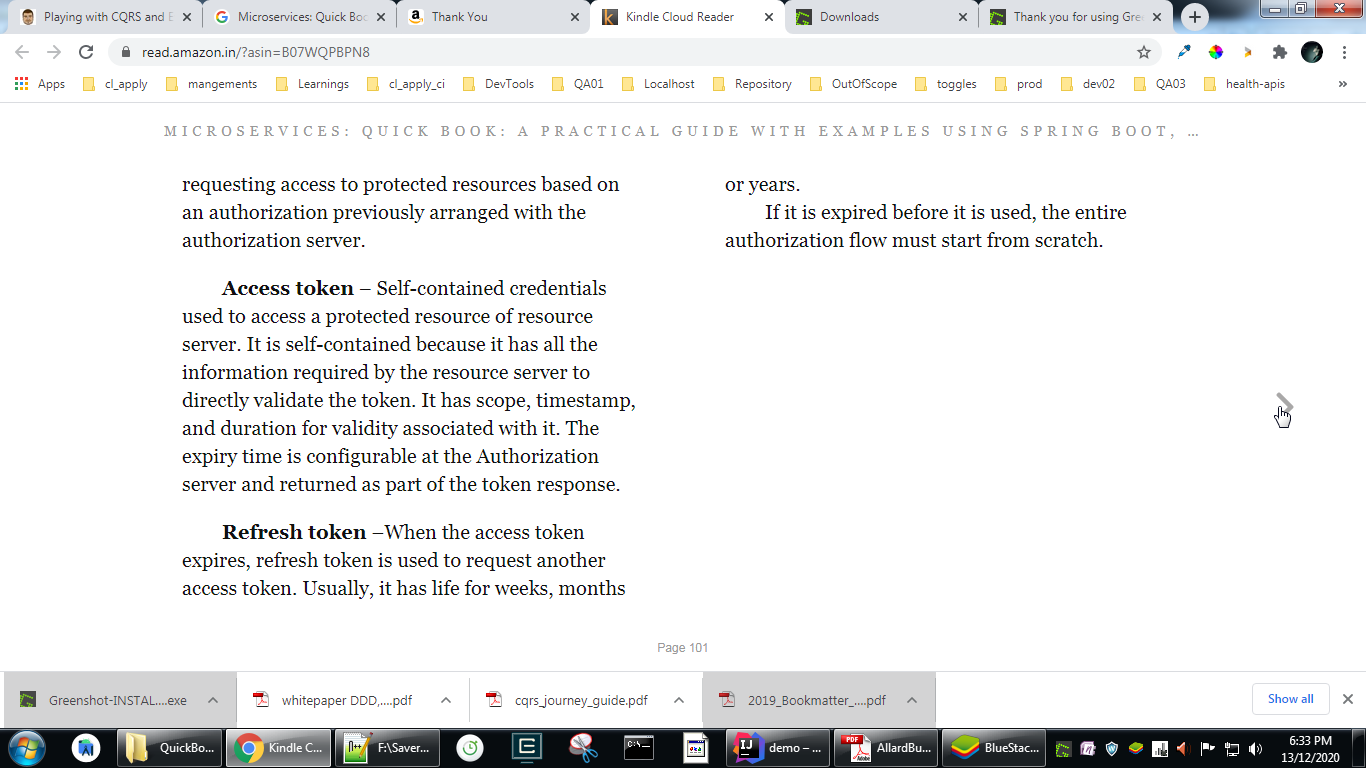 Playing with CQRS and E
Microservices: Quick Boo
Thank You
Kindle Cloud Reader
Downloads
Thank you for using Gre
read.amazon.in/?asin=B07WQPBPN8
Apps
cl_apply
mangements
Learnings
cl_apply_ci
DevTools
QA01
Localhost
Repository
OutOfScope
toggles
prod
dev02
QA03
health-apis
»
MICROSERVICES: QUICK BOOK: A PRACTICAL GUIDE WITH EXAMPLES USING SPRING BOOT, …
requesting access to protected resources based on
an authorization previously arranged with the
authorization server.
Access token – Self-contained credentials
used to access a protected resource of resource
server. It is self-contained because it has all the
information required by the resource server to
directly validate the token. It has scope, timestamp,
and duration for validity associated with it. The
expiry time is configurable at the Authorization
server and returned as part of the token response.
Refresh token –When the access token
expires, refresh token is used to request another
access token. Usually, it has life for weeks, months
or years.
If it is expired before it is used, the entire
authorization flow must start from scratch.
Page 101
Greenshot-INSTAL....exe
whitepaper DDD,....pdf
cqrs_journey_guide.pdf
2019_Bookmatter_....pdf
Show all
QuickBo...
Kindle C...
F:\Saver...
demo – ...
AllardBu...
BlueStac...
6:33 PM
13/12/2020